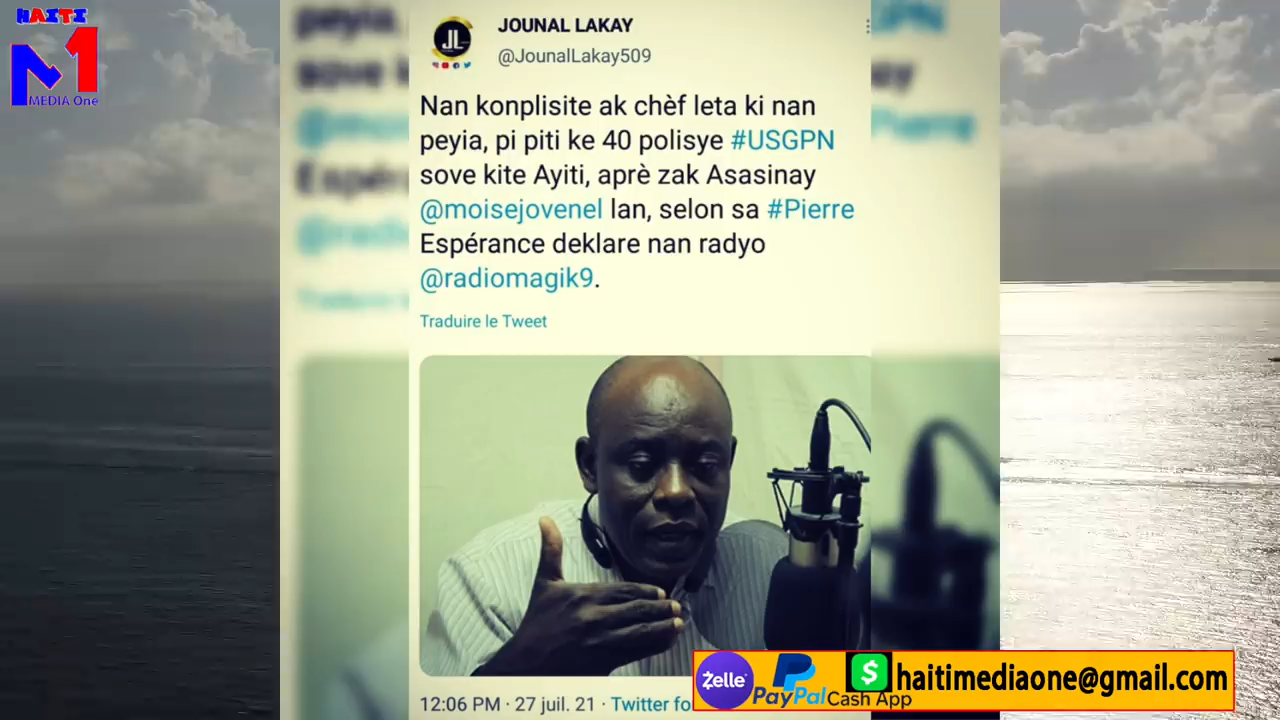 HAITI
M1
MEDIA One
JL
JOUNAL LAKAY
@JounalLakay509
Nan konplisite ak chèf leta ki nan
peyia, pi piti ke 40 polisye #USGPN
sove kite Ayiti, aprè zak Asasinay
@moisejovenel lan, selon sa #Pierre
Espérance deklare nan radyo
@radiomagik9.
Traduire le Tweet
12:06 PM · 27 juil. 21 · Twitter fo
Zelle
PayPal
$
Cash App
haitimediaone@gmail.com